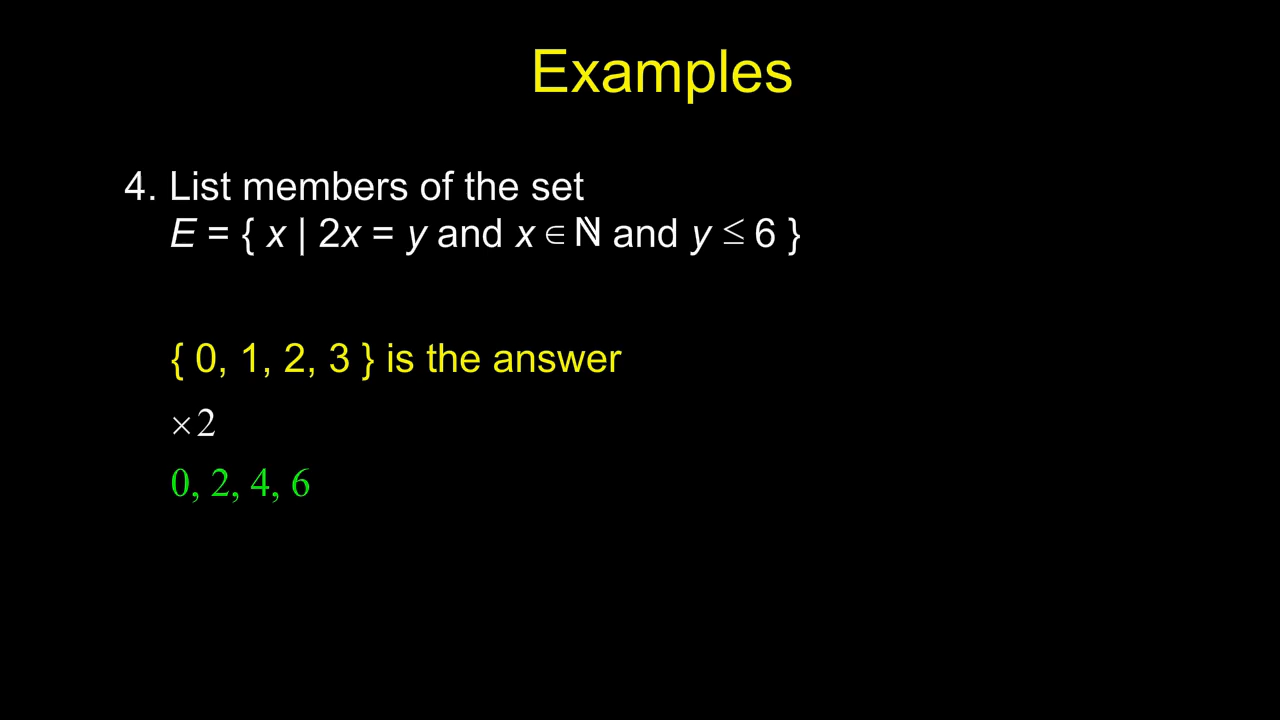 Examples
4. List members of the set
E = { x | 2x = y and x ∈ ℕ and y ≤ 6 }
{ 0, 1, 2, 3 } is the answer
×2
0, 2, 4, 6